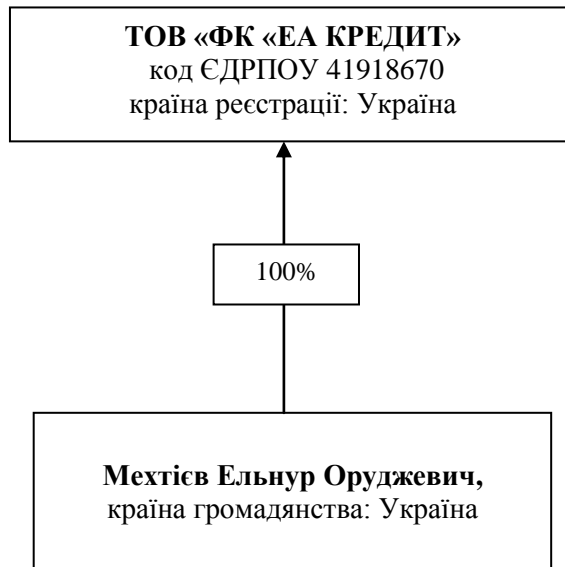 ТОВ «ФК «ЕА КРЕДИТ»
код ЄДРПОУ 41918670
країна реєстрації: Україна
100%
Мехтієв Ельнур Оруджевич,
країна громадянства: Україна